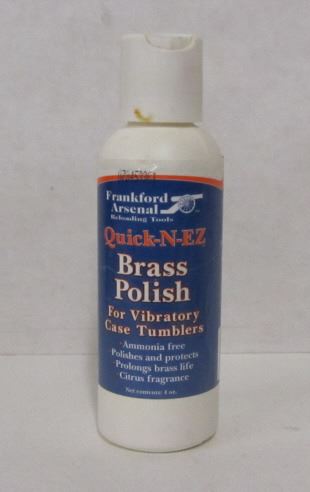 Frankford
Arsenal
Reloading Tools
Quick-N-EZ
Brass
Polish
For Vibratory
Case Tumblers
·Ammonia free
·Polishes and protects
·Prolongs brass life
·Citrus fragrance
Net contents: 4 oz.